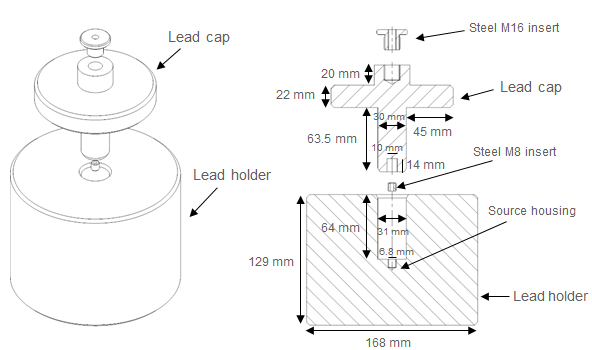 Steel M16 insert
Lead cap
20 mm
22 mm
Lead cap
30 mm
63.5 mm
45 mm
10 mm
14 mm
Steel M8 insert
Lead holder
Source housing
64 mm
31 mm
6.8 mm
129 mm
Lead holder
168 mm